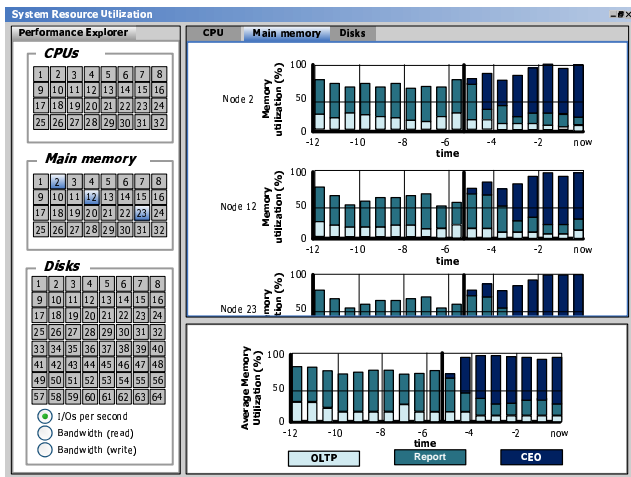 System Resource Utilization
Performance Explorer
CPUs
1 2 3 4 5 6 7 8
9 10 11 12 13 14 15 16
17 18 19 20 21 22 23 24
25 26 27 28 29 30 31 32
Main memory
1 2 3 4 5 6 7 8
9 10 11 12 13 14 15 16
17 18 19 20 21 22 23 24
25 26 27 28 29 30 31 32
Disks
1 2 3 4 5 6 7 8
9 10 11 12 13 14 15 16
17 18 19 20 21 22 23 24
25 26 27 28 29 30 31 32
33 34 35 36 37 38 39 40
41 42 43 44 45 46 47 48
49 50 51 52 53 54 55 56
57 58 59 60 61 62 63 64
I/Os per second
Bandwidth (read)
Bandwidth (write)
CPU Main memory Disks
Node 2
Memory
utilization (%)
100
50
0
-12 -10 -8 -6 -4 -2 now
time
Node 12
Memory
utilization (%)
100
50
0
-12 -10 -8 -6 -4 -2 now
time
Node 23
mory
tion (%)
100
50
Average Memory
Utilization (%)
100
50
0
-12 -10 -8 -6 -4 -2 now
time
OLTP Report CEO